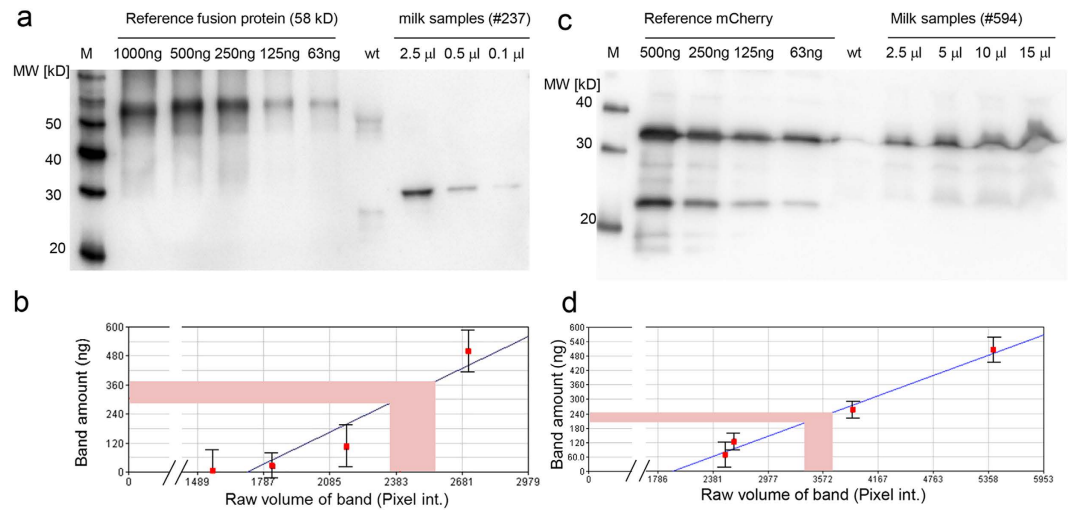 a
Reference fusion protein (58 kD)
milk samples (#237)
M
1000ng 500ng 250ng 125ng 63ng
wt
2.5 µl 0.5 µl 0.1 µl
MW [kD]
50
40
30
20
c
Reference mCherry
Milk samples (#594)
M
500ng 250ng 125ng 63ng
wt
2.5 µl 5 µl 10 µl 15 µl
MW [kD]
40
30
20
b
Band amount (ng)
600
480
360
240
120
0
0 1489 1787 2085 2383 2681 2979
Raw volume of band (Pixel int.)
d
Band amount (ng)
600
540
480
420
360
300
240
180
120
60.0
0
0 1786 2381 2977 3572 4167 4763 5358 5953
Raw volume of band (Pixel int.)